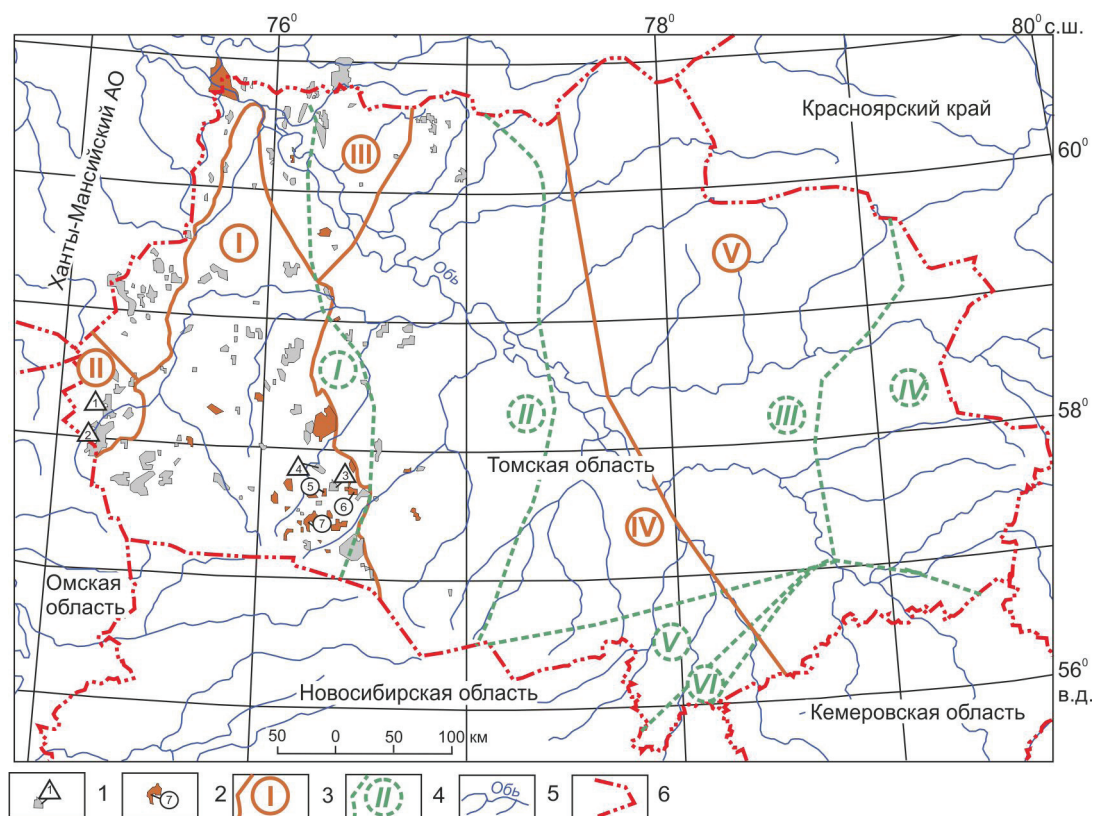 76⁰
78⁰
80⁰ с.ш.
Ханты-Мансийский АО
Красноярский край
60⁰
III
I
V
Обь
II
I
1
II
III
IV
58⁰
2
Томская область
4
3
5
6
7
IV
Омская
область
V
VI
56⁰
в.д.
Новосибирская область
Кемеровская область
50 0 50 100 км
1 1 7 2 I 3 II 4 Обь 5 6